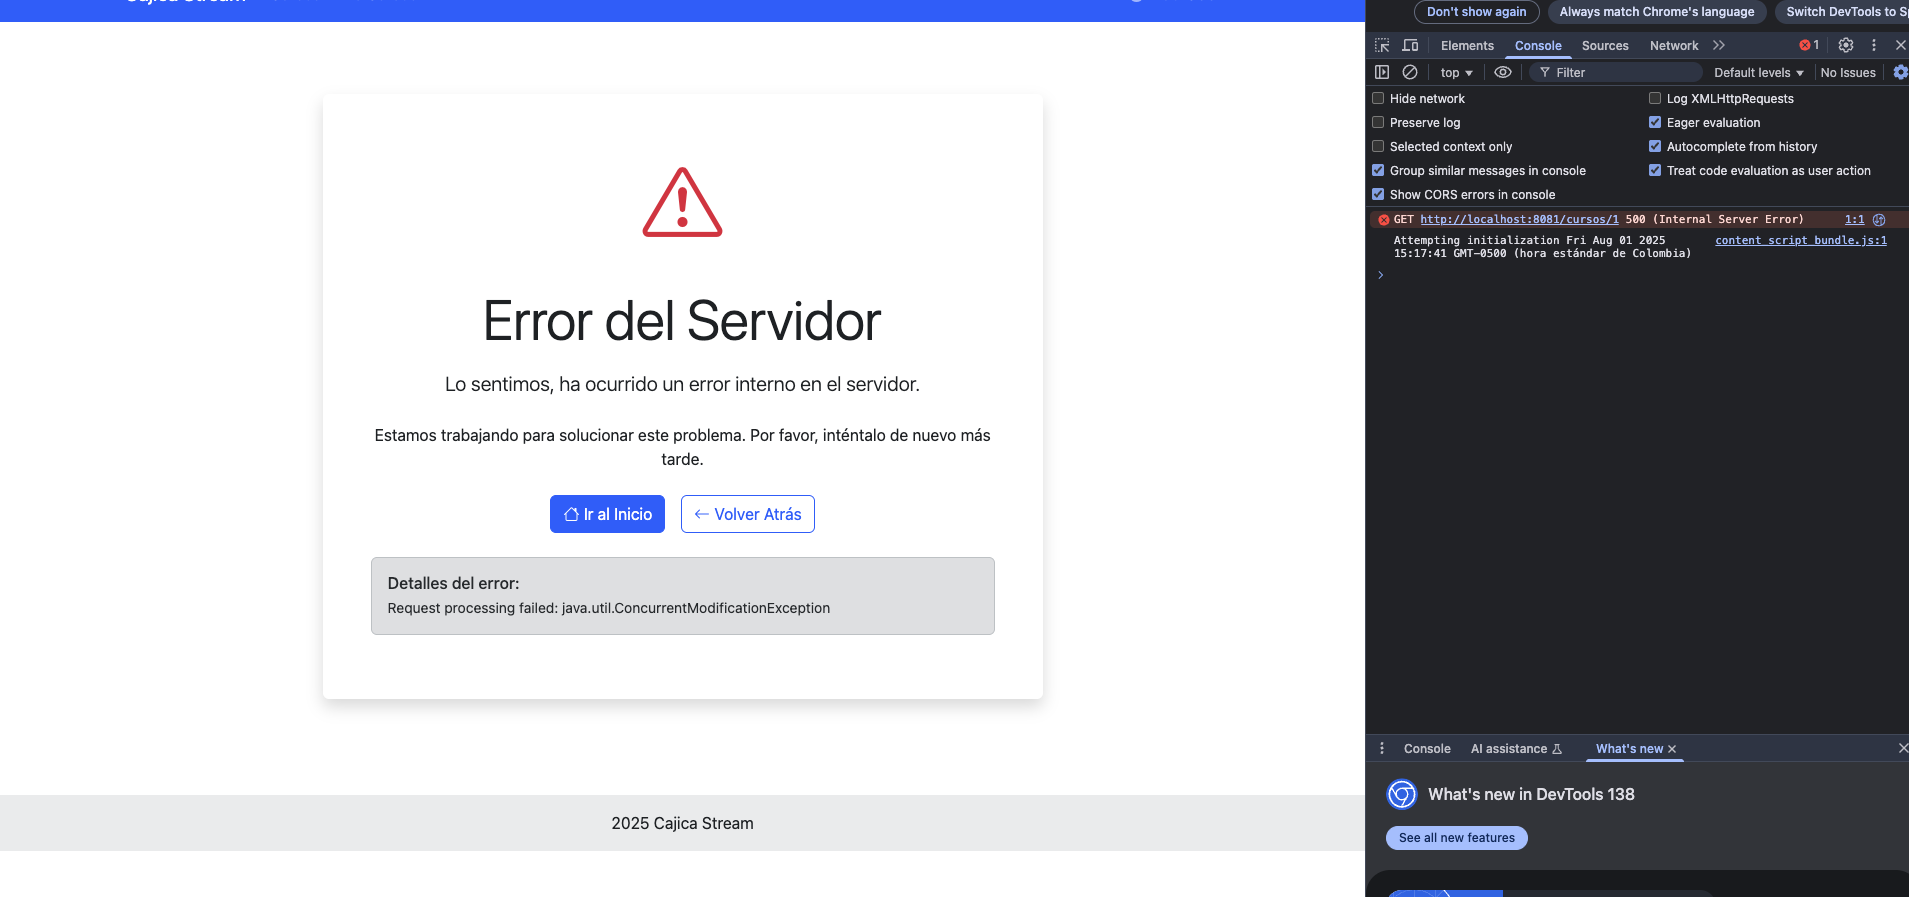 Cajica Stream
Error del Servidor
Lo sentimos, ha ocurrido un error interno en el servidor.
Estamos trabajando para solucionar este problema. Por favor, inténtalo de nuevo más
tarde.
Ir al Inicio
Volver Atrás
Detalles del error:
Request processing failed: java.util.ConcurrentModificationException
2025 Cajica Stream
Don't show again
Always match Chrome's language
Switch DevTools to
Elements
Console
Sources
Network
1
top
Filter
Default levels
No Issues
Hide network
Log XMLHttpRequests
Preserve log
Eager evaluation
Selected context only
Autocomplete from history
Group similar messages in console
Treat code evaluation as user action
Show CORS errors in console
GET http://localhost:8081/cursos/1 500 (Internal Server Error) 1:1
Attempting initialization Fri Aug 01 2025 content script bundle.js:1
15:17:41 GMT-0500 (hora estándar de Colombia)
Console
AI assistance
What's new
What's new in DevTools 138
See all new features